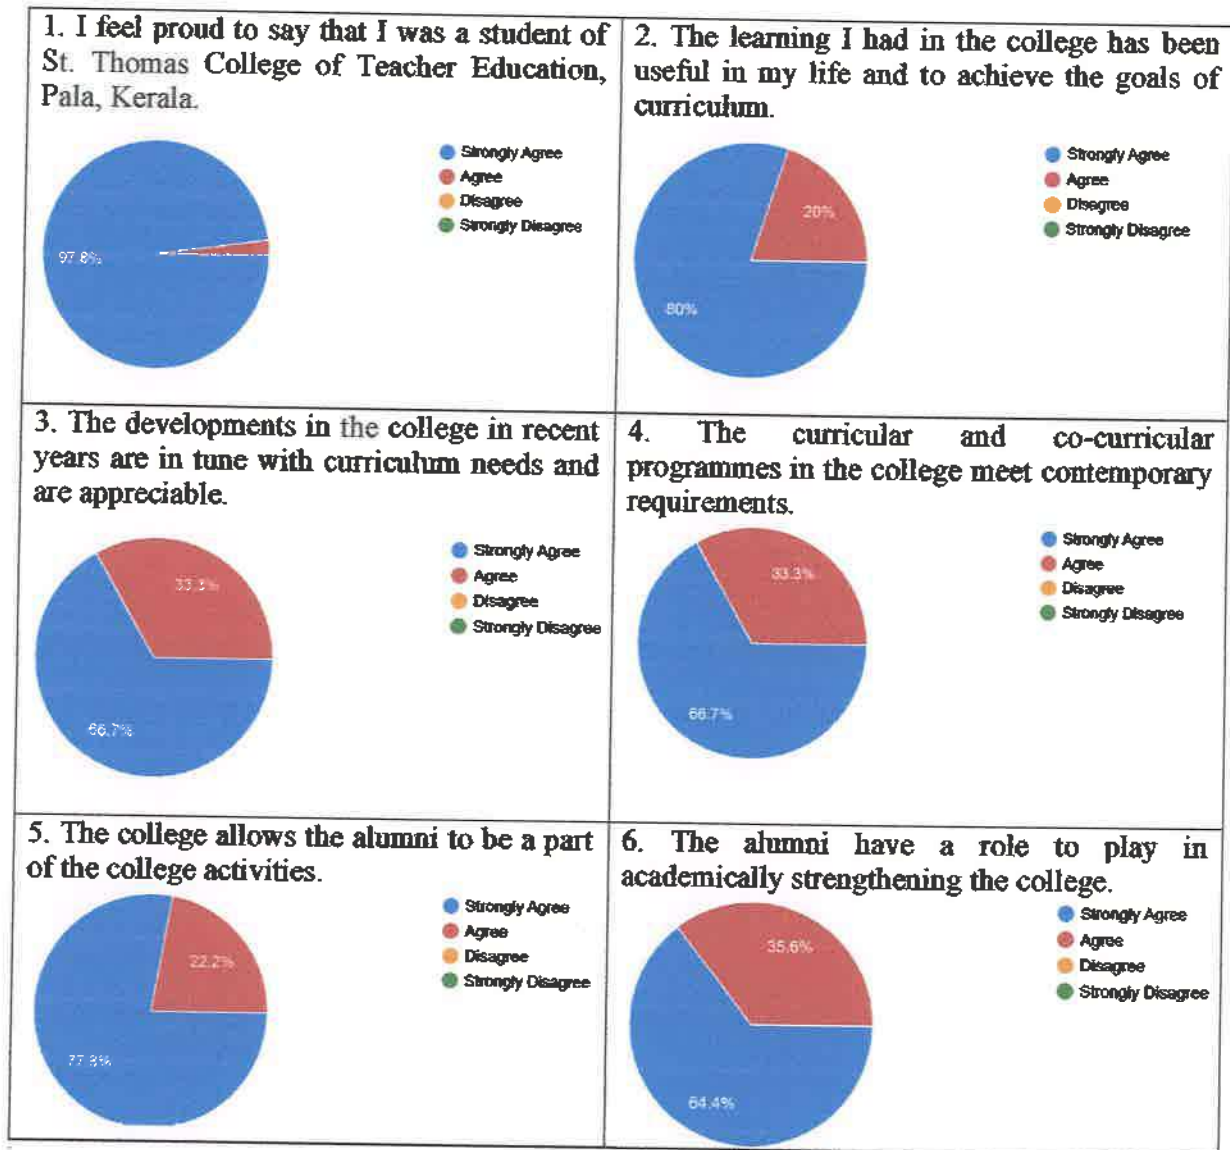 1. I feel proud to say that I was a student of
St. Thomas College of Teacher Education,
Pala, Kerala.
Strongly Agree
Agree
Disagree
Strongly Disagree
97.8%
2. The learning I had in the college has been
useful in my life and to achieve the goals of
curriculum.
Strongly Agree
Agree
Disagree
Strongly Disagree
20%
80%
3. The developments in the college in recent
years are in tune with curriculum needs and
are appreciable.
Strongly Agree
Agree
Disagree
Strongly Disagree
33.3%
66.7%
4. The curricular and co-curricular
programmes in the college meet contemporary
requirements.
Strongly Agree
Agree
Disagree
Strongly Disagree
33.3%
66.7%
5. The college allows the alumni to be a part
of the college activities.
Strongly Agree
Agree
Disagree
Strongly Disagree
22.2%
77.8%
6. The alumni have a role to play in
academically strengthening the college.
Strongly Agree
Agree
Disagree
Strongly Disagree
35.6%
64.4%